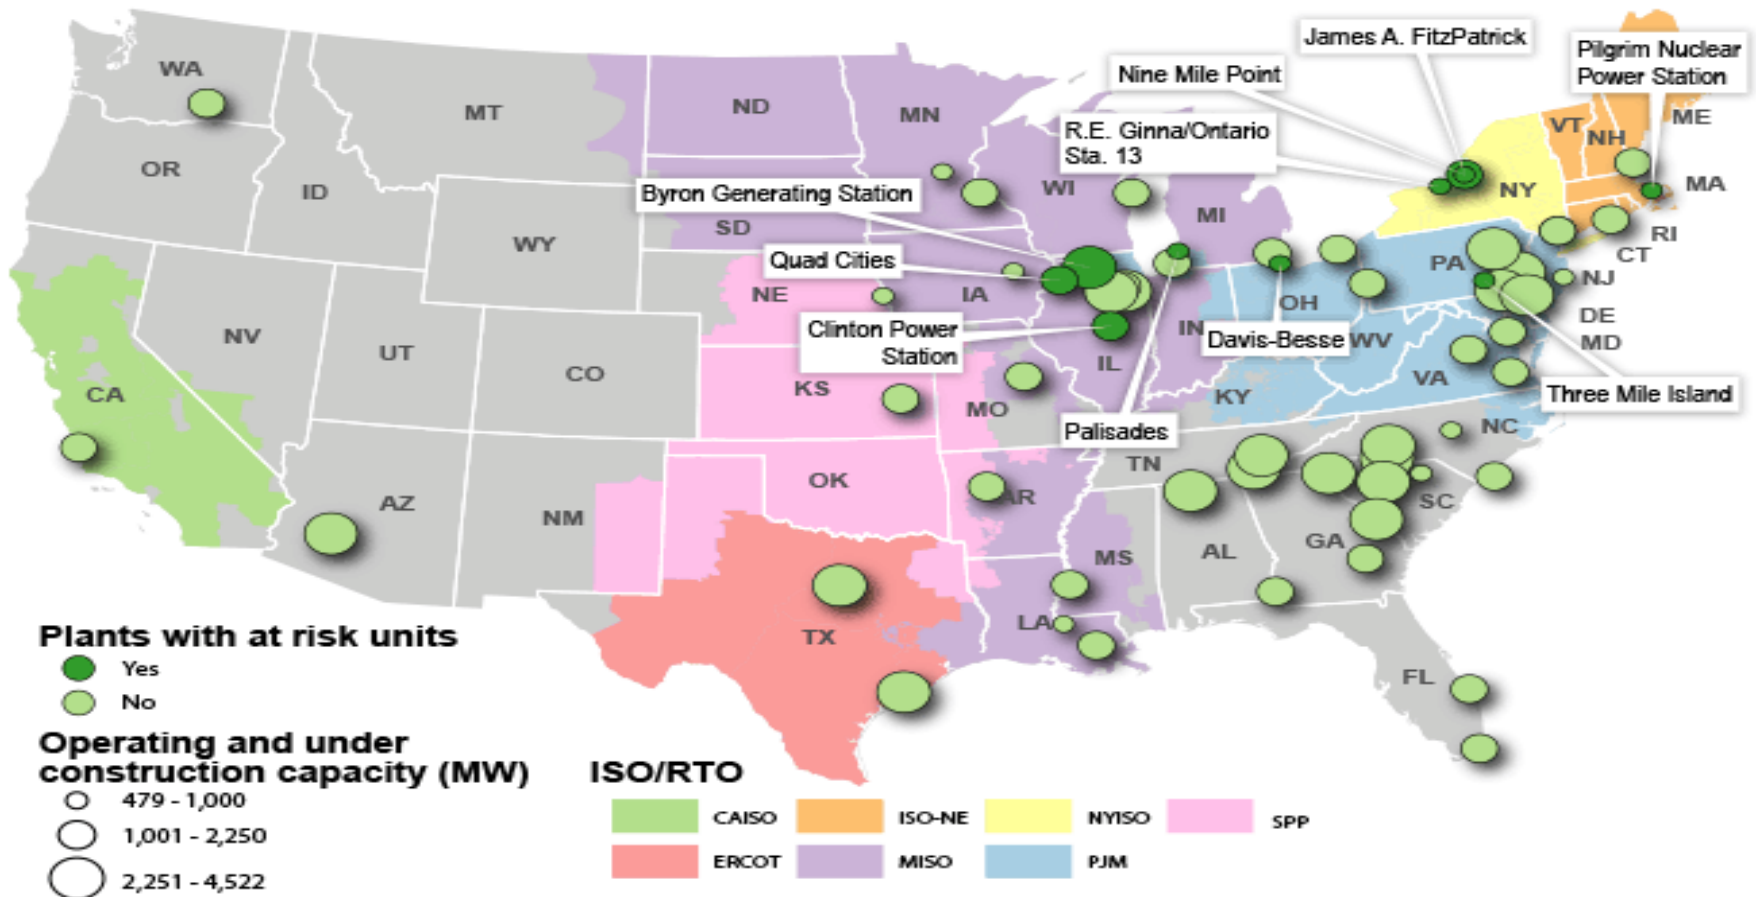 James A. FitzPatrick
Pilgrim Nuclear
Power Station
Nine Mile Point
R.E. Ginna/Ontario
Sta. 13
Byron Generating Station
Quad Cities
Clinton Power
Station
Davis-Besse
Three Mile Island
Palisades
WA
MT
ND
MN
VT
NH
ME
OR
ID
WI
MI
NY
MA
WY
SD
RI
CT
NE
IA
PA
NJ
NV
UT
IN
OH
DE
MD
CO
IL
WV
CA
KS
MO
KY
VA
NC
TN
AZ
NM
OK
AR
SC
MS
AL
GA
TX
LA
FL
Plants with at risk units
Yes
No
Operating and under
construction capacity (MW)
479 - 1,000
1,001 - 2,250
2,251 - 4,522
ISO/RTO
CAISO
ISO-NE
NYISO
SPP
ERCOT
MISO
PJM